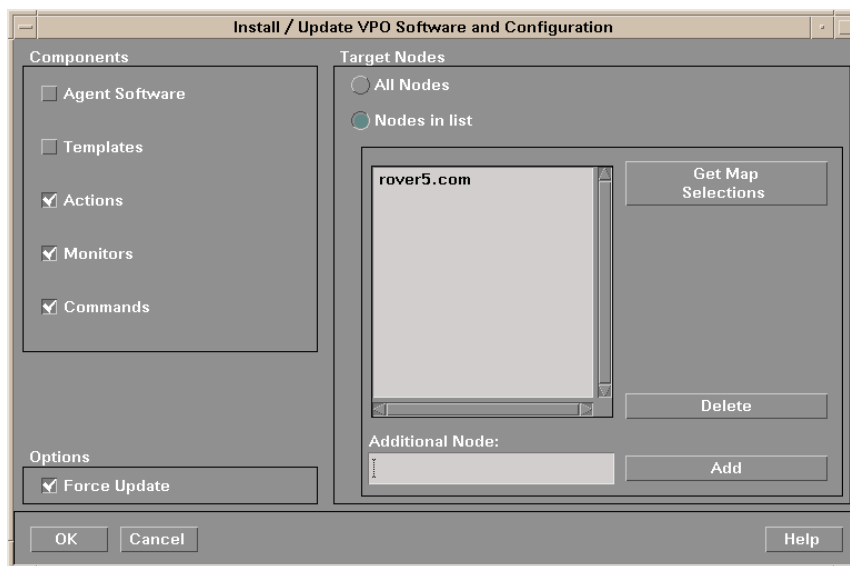 Install / Update VPO Software and Configuration
Components
Agent Software
Templates
Actions
Monitors
Commands
Options
Force Update
Target Nodes
All Nodes
Nodes in list
rover5.com
Get Map
Selections
Delete
Additional Node:
Add
OK
Cancel
Help